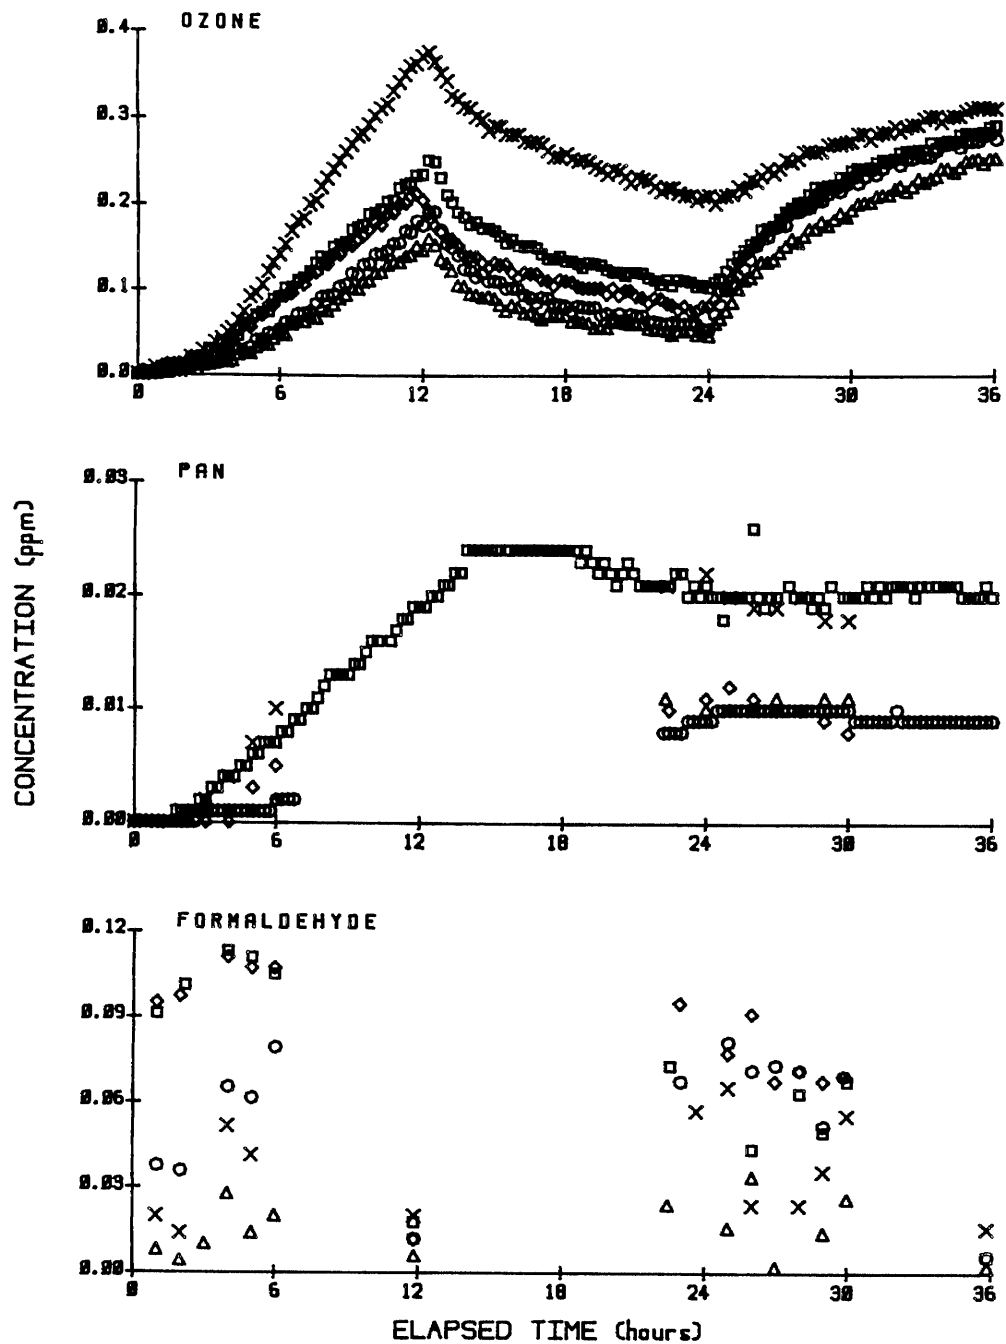 OZONE
0.4
0.3
0.2
0.1
0.0
0 6 12 18 24 30 36
PAN
0.03
0.02
0.01
0.00
0 6 12 18 24 30 36
CONCENTRATION (ppm)
FORMALDEHYDE
0.12
0.09
0.06
0.03
0.00
0 6 12 18 24 30 36
ELAPSED TIME (hours)